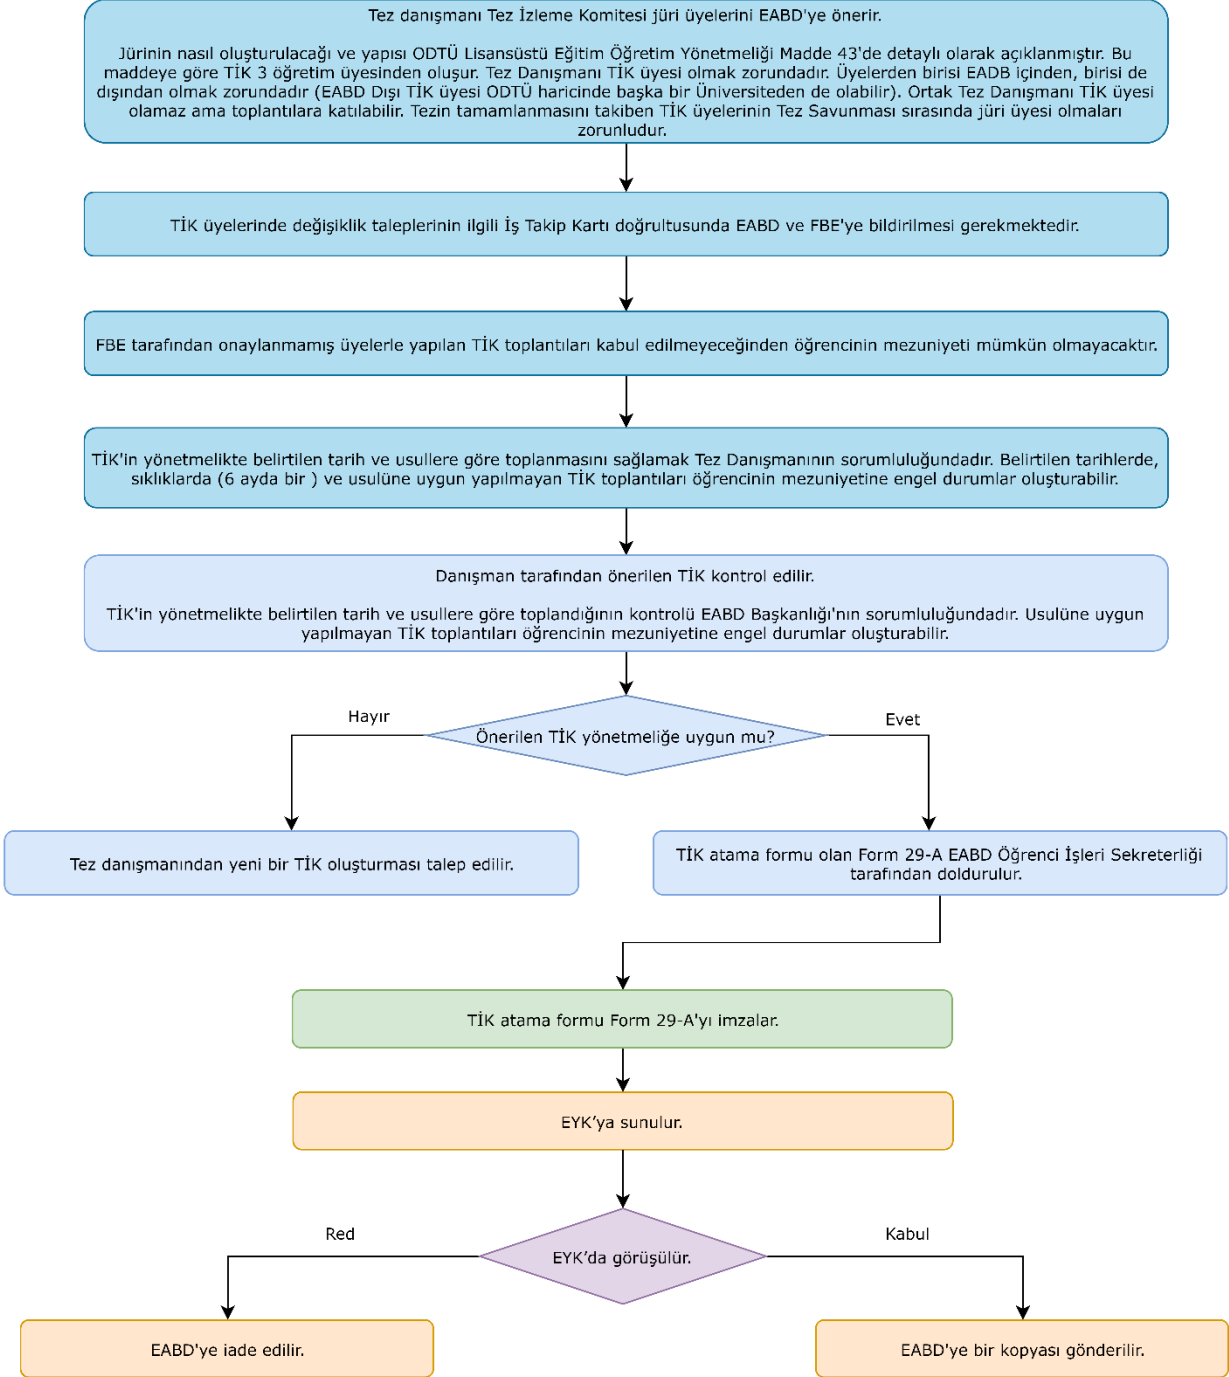 Tez danışmanı Tez İzleme Komitesi jüri üyelerini EABD'ye önerir.
Jürinin nasıl oluşturulacağı ve yapısı ODTÜ Lisansüstü Eğitim Öğretim Yönetmeliği Madde 43'de detaylı olarak açıklanmıştır. Bu
maddeye göre TİK 3 öğretim üyesinden oluşur. Tez Danışmanı TİK üyesi olmak zorundadır. Üyelerden birisi EADB içinden, birisi de
dışından olmak zorundadır (EABD Dışı TİK üyesi ODTÜ haricinde başka bir Üniversiteden de olabilir). Ortak Tez Danışmanı TİK üyesi
olamaz ama toplantılara katılabilir. Tezin tamamlanmasını takiben TİK üyelerinin Tez Savunması sırasında jüri üyesi olmaları
zorunludur.
TİK üyelerinde değişiklik taleplerinin ilgili İş Takip Kartı doğrultusunda EABD ve FBE'ye bildirilmesi gerekmektedir.
FBE tarafından onaylanmamış üyelerle yapılan TİK toplantıları kabul edilmeyeceğinden öğrencinin mezuniyeti mümkün olmayacaktır.
TİK'in yönetmelikte belirtilen tarih ve usullere göre toplanmasını sağlamak Tez Danışmanının sorumluluğundadır. Belirtilen tarihlerde,
sıklıklarda (6 ayda bir ) ve usulüne uygun yapılmayan TİK toplantıları öğrencinin mezuniyetine engel durumlar oluşturabilir.
Danışman tarafından önerilen TİK kontrol edilir.
TİK'in yönetmelikte belirtilen tarih ve usullere göre toplandığının kontrolü EABD Başkanlığı'nın sorumluluğundadır. Usulüne uygun
yapılmayan TİK toplantıları öğrencinin mezuniyetine engel durumlar oluşturabilir.
Hayır
Evet
Önerilen TİK yönetmeliğe uygun mu?
Tez danışmanından yeni bir TİK oluşturması talep edilir.
TİK atama formu olan Form 29-A EABD Öğrenci İşleri Sekreterliği
tarafından doldurulur.
TİK atama formu Form 29-A'yı imzalar.
EYK’ya sunulur.
Red
Kabul
EYK’da görüşülür.
EABD'ye iade edilir.
EABD'ye bir kopyası gönderilir.